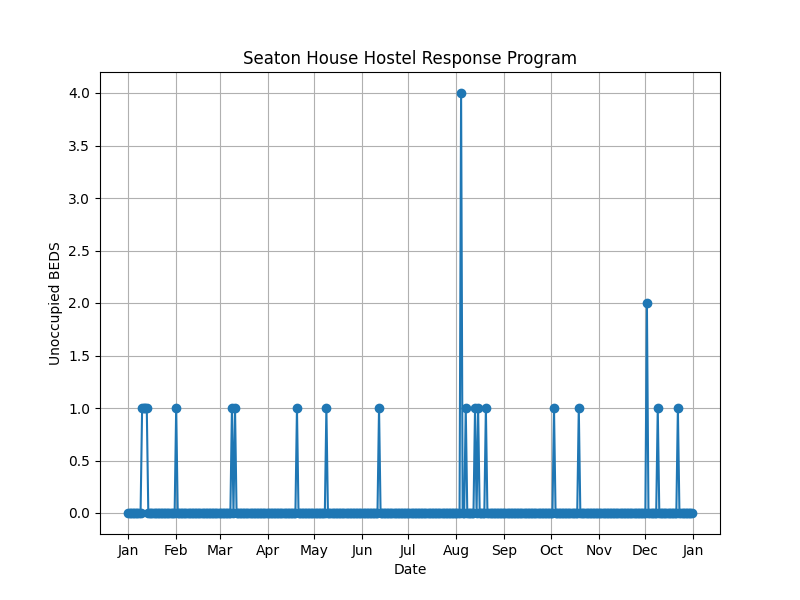 Seaton House Hostel Response Program
4.0
3.5
3.0
2.5
2.0
1.5
1.0
0.5
0.0
Unoccupied BEDS
Jan Feb Mar Apr May Jun Jul Aug Sep Oct Nov Dec Jan
Date